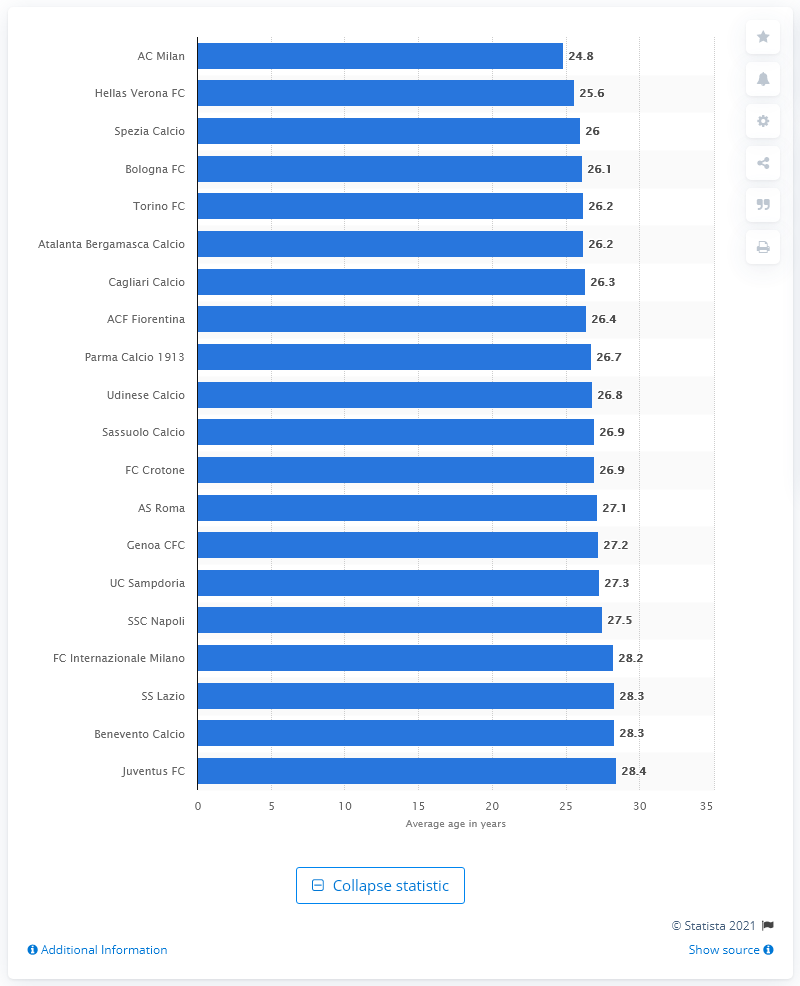 AC Milan 24.8
Hellas Verona FC 25.6
Spezia Calcio 26
Bologna FC 26.1
Torino FC 26.2
Atalanta Bergamasca Calcio 26.2
Cagliari Calcio 26.3
ACF Fiorentina 26.4
Parma Calcio 1913 26.7
Udinese Calcio 26.8
Sassuolo Calcio 26.9
FC Crotone 26.9
AS Roma 27.1
Genoa CFC 27.2
UC Sampdoria 27.3
SSC Napoli 27.5
FC Internazionale Milano 28.2
SS Lazio 28.3
Benevento Calcio 28.3
Juventus FC 28.4
0 5 10 15 20 25 30 35
Average age in years
Collapse statistic
© Statista 2021
Additional Information Show source